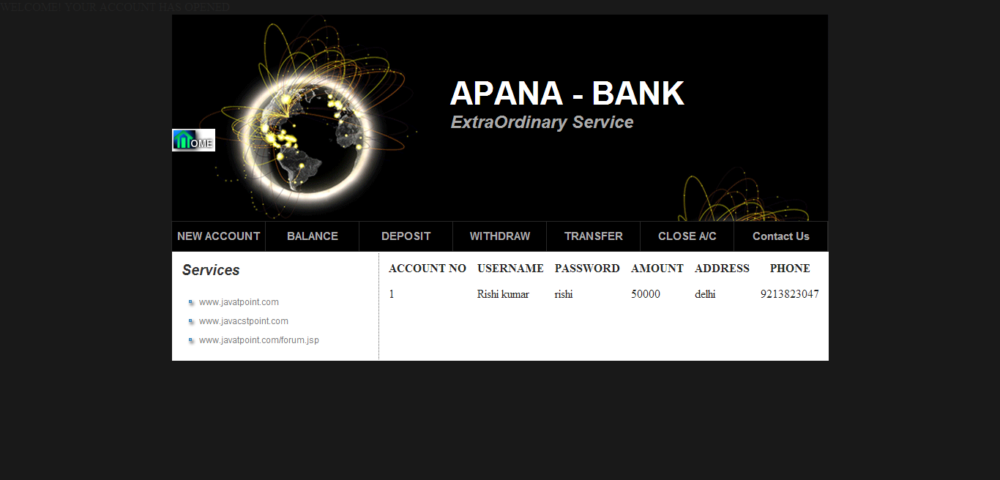 WELCOME! YOUR ACCOUNT HAS OPENED
APANA - BANK
ExtraOrdinary Service
HOME
NEW ACCOUNT BALANCE DEPOSIT WITHDRAW TRANSFER CLOSE A/C Contact Us
Services
www.javatpoint.com
www.javacstpoint.com
www.javatpoint.com/forum.jsp
ACCOUNT NO USERNAME PASSWORD AMOUNT ADDRESS PHONE
1 Rishi kumar rishi 50000 delhi 9213823047